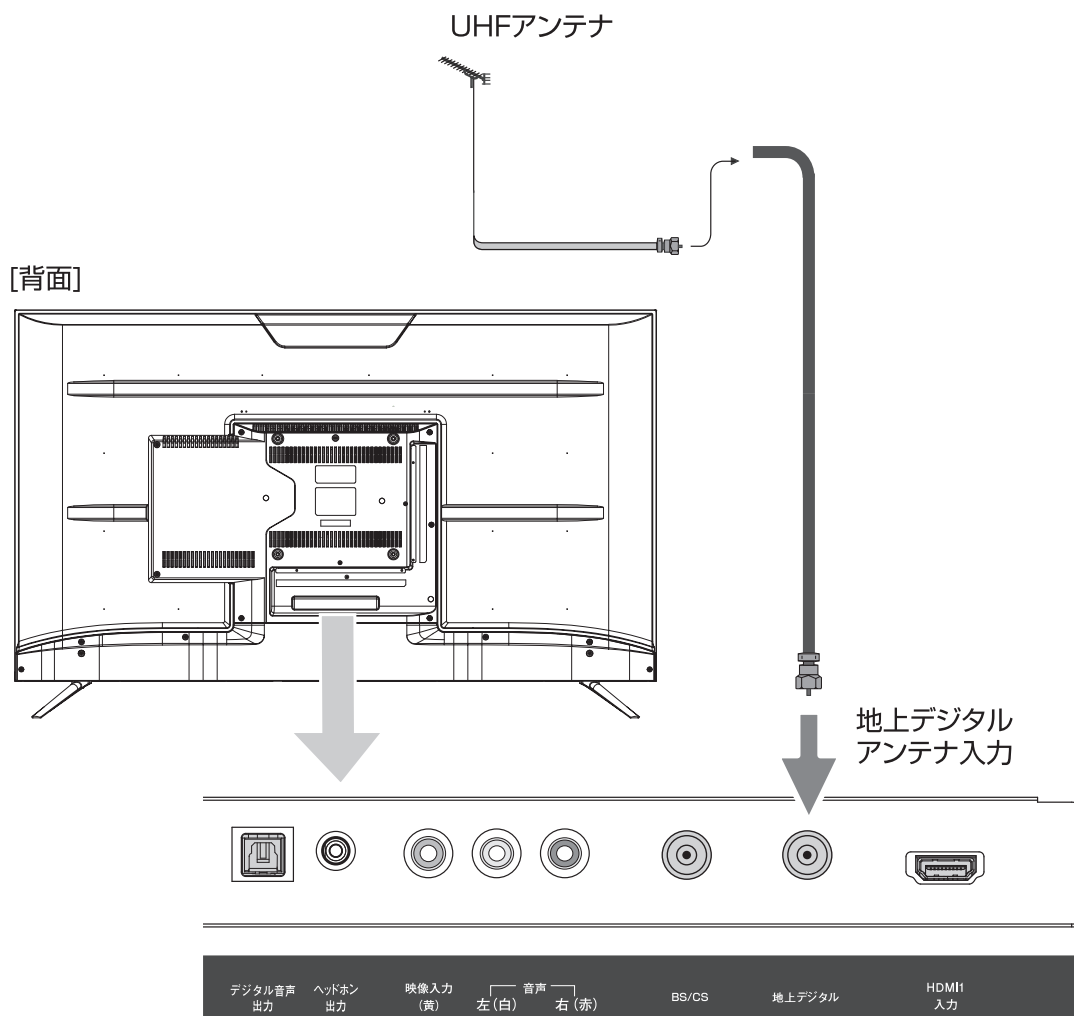 UHFアンテナ
[背面]
地上デジタル
アンテナ入力
デジタル音声
出力
ヘッドホン
出力
映像入力
(黄)
音声
左(白) 右(赤)
BS/CS
地上デジタル
HDMI1
入力